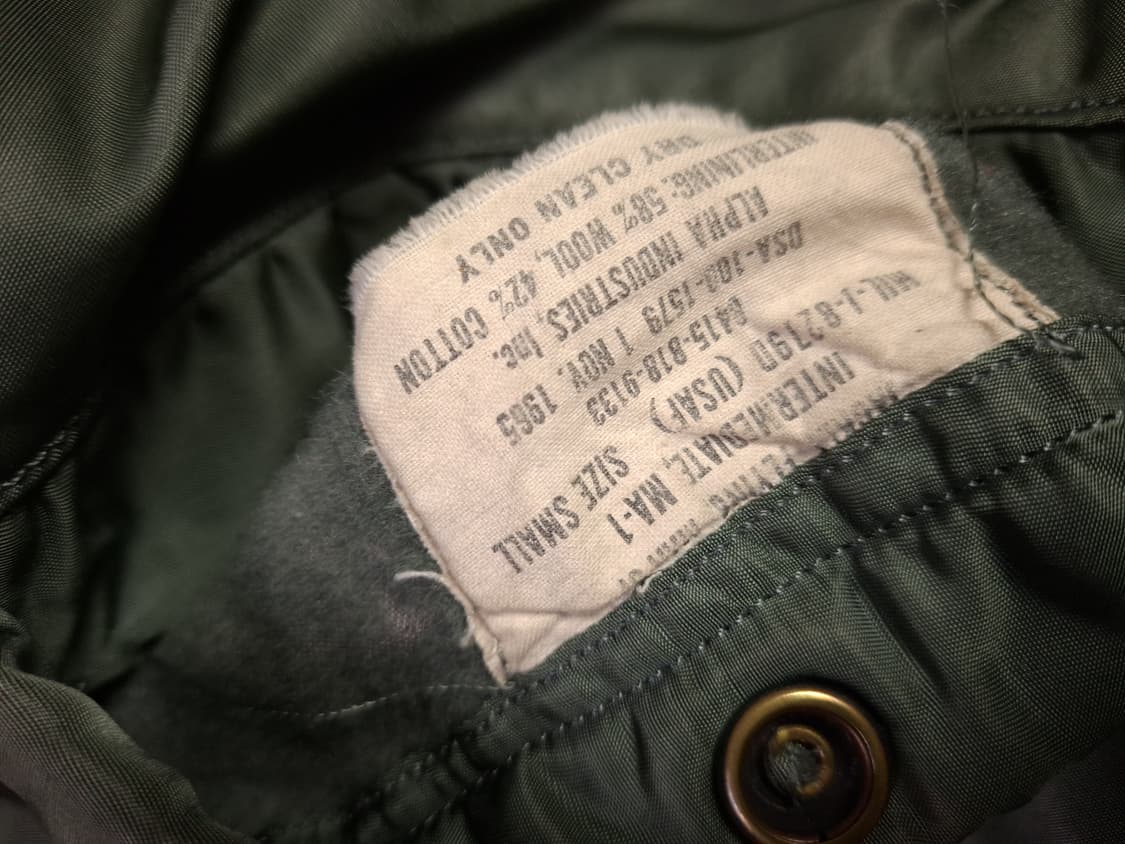 INTERMEDIATE, MA-1
MIL-J-8279D (USAF) SIZE SMALL
8415-818-9133
DSA-100-1579 1 NOV. 1965
ALPHA INDUSTRIES, Inc.
INTERLINING: 58% WOOL, 42% COTTON
DRY CLEAN ONLY